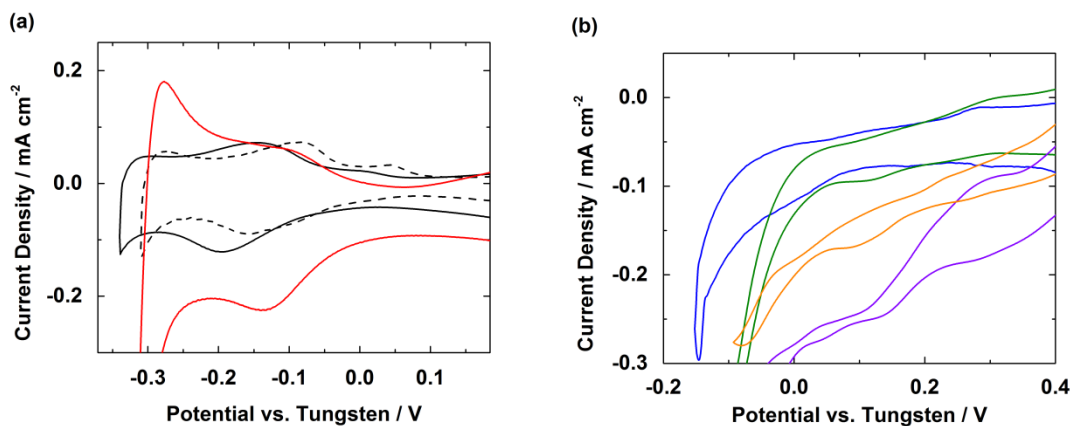 (a)
0.2
0.0
-0.2
Current Density / mA cm⁻²
-0.3 -0.2 -0.1 0.0 0.1
Potential vs. Tungsten / V
(b)
0.0
-0.1
-0.2
-0.3
Current Density / mA cm⁻²
-0.2 0.0 0.2 0.4
Potential vs. Tungsten / V